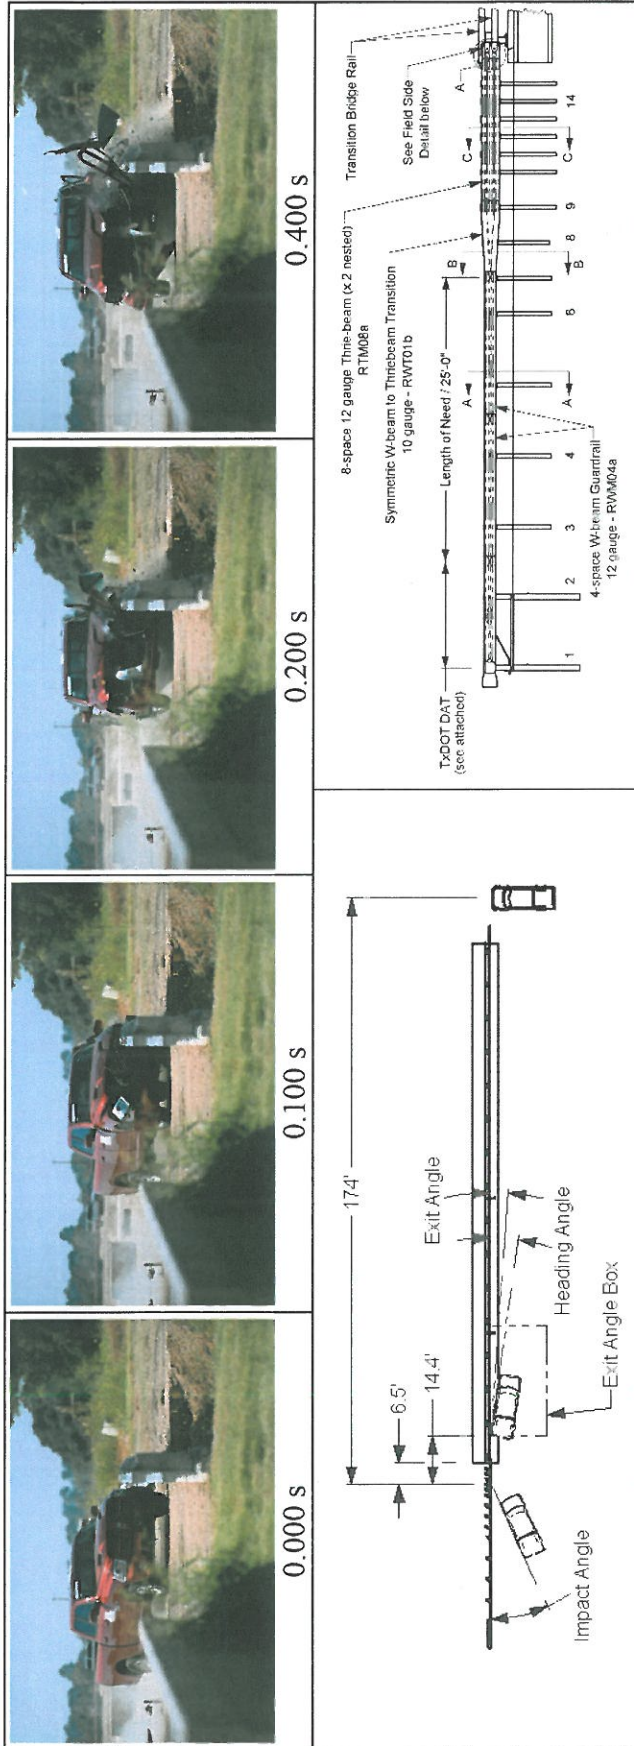 0.000 s
0.100 s
0.200 s
0.400 s
174'
6.5'
14.4'
Exit Angle
Heading Angle
Exit Angle Box
Impact Angle
8-space 12 gauge Thrie-beam (x 2 nested)
RTM08a
Transition Bridge Rail
Symmetric W-beam to Thriebeam Transition
10 gauge - RWT01b
See Field Side
Detail below
TxDOT DAT
(see attached)
Length of Need / 25'-0"
A
B
C
A
A
B
C
1
2
3
4
6
8
9
14
4-space W-beam Guardrail
12 gauge - RWM04a